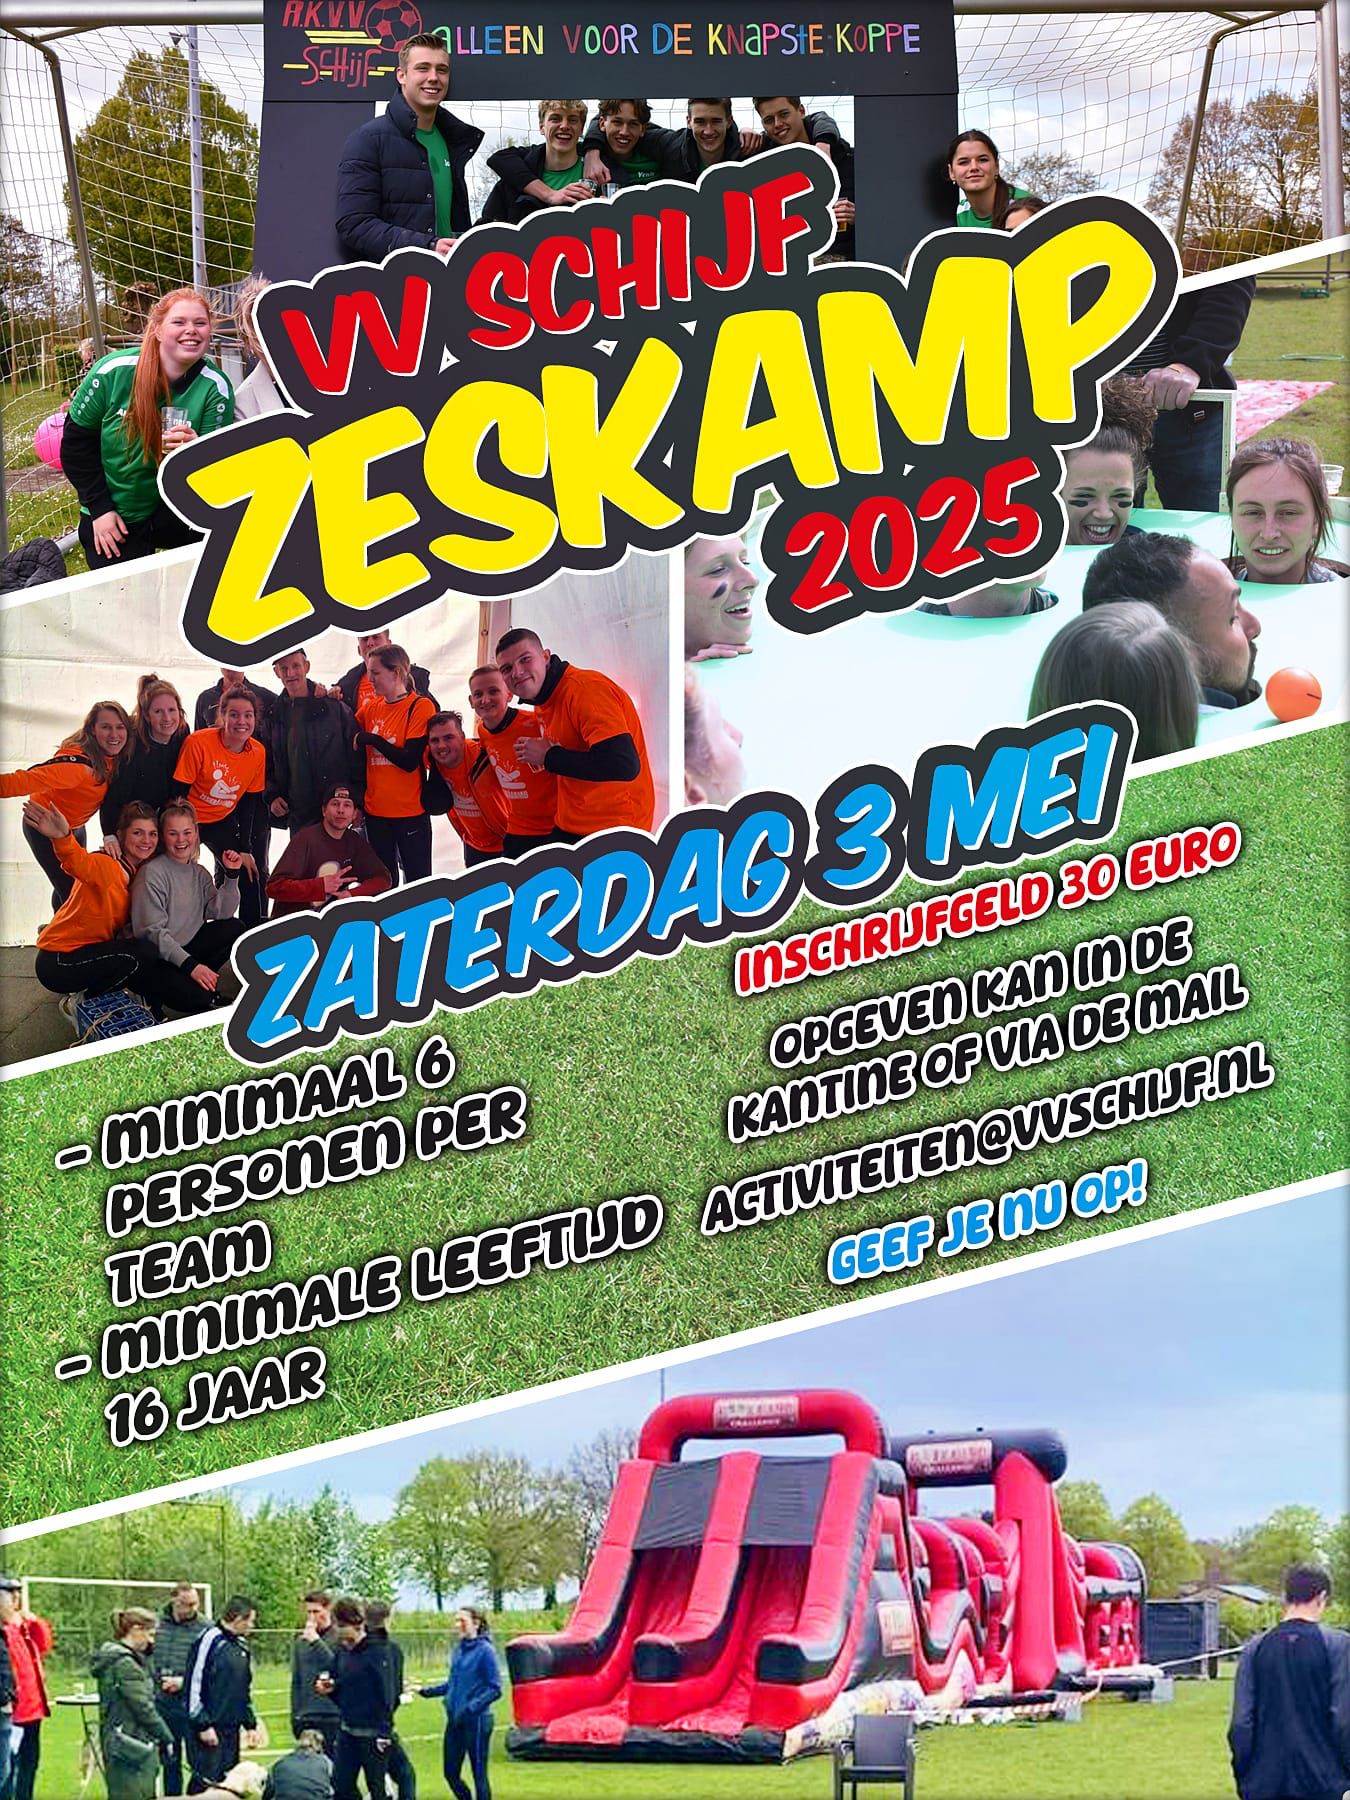 R.K.V.V.
SCHIJF
ALLEEN VOOR DE KNAPSTE KOPPE
VV SCHIJF
ZESKAMP
2025
ZATERDAG 3 MEI
INSCHRIJFGELD 30 EURO
OPGEVEN KAN IN DE
KANTINE OF VIA DE MAIL
ACTIVITEITEN@VVSCHIJF.NL
GEEF JE NU OP!
- MINIMAAL 6
PERSONEN PER
TEAM
- MINIMALE LEEFTIJD
16 JAAR